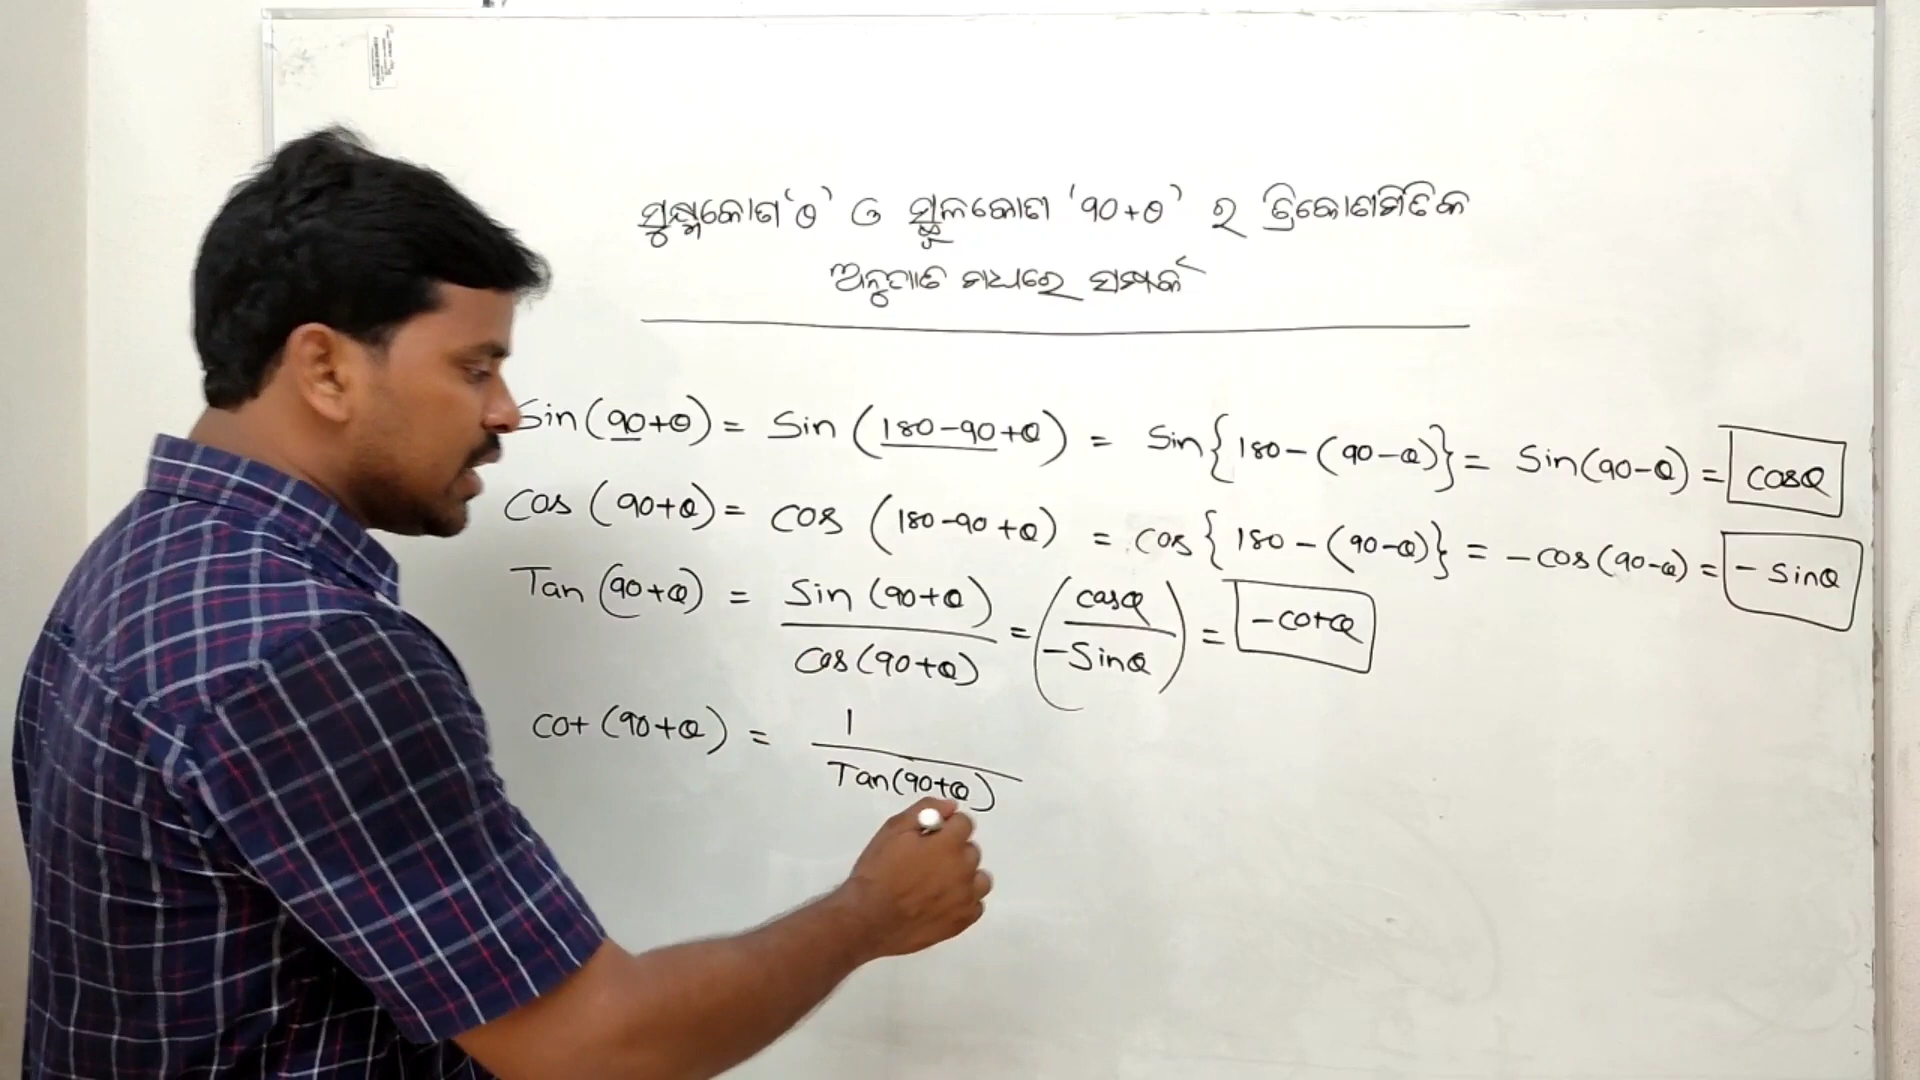 ସୂକ୍ଷ୍ମକୋଣ 'θ' ଓ ସ୍ଥୂଳକୋଣ '90+θ' ର ତ୍ରିକୋଣମିତିକ
ଅନୁପାତ ମଧ୍ୟରେ ସମ୍ପର୍କ
Sin(90+θ) = Sin (180-90+θ) = Sin{180-(90-θ)} = Sin(90-θ) = cosθ
cos (90+θ) = cos (180-90+θ) = cos{180-(90-θ)} = -cos(90-θ) = -sinθ
Tan (90+θ) = Sin (90+θ) / Cos(90+θ) = (cosθ / -Sinθ) = -cotθ
cot (90+θ) = 1 / Tan(90+θ)